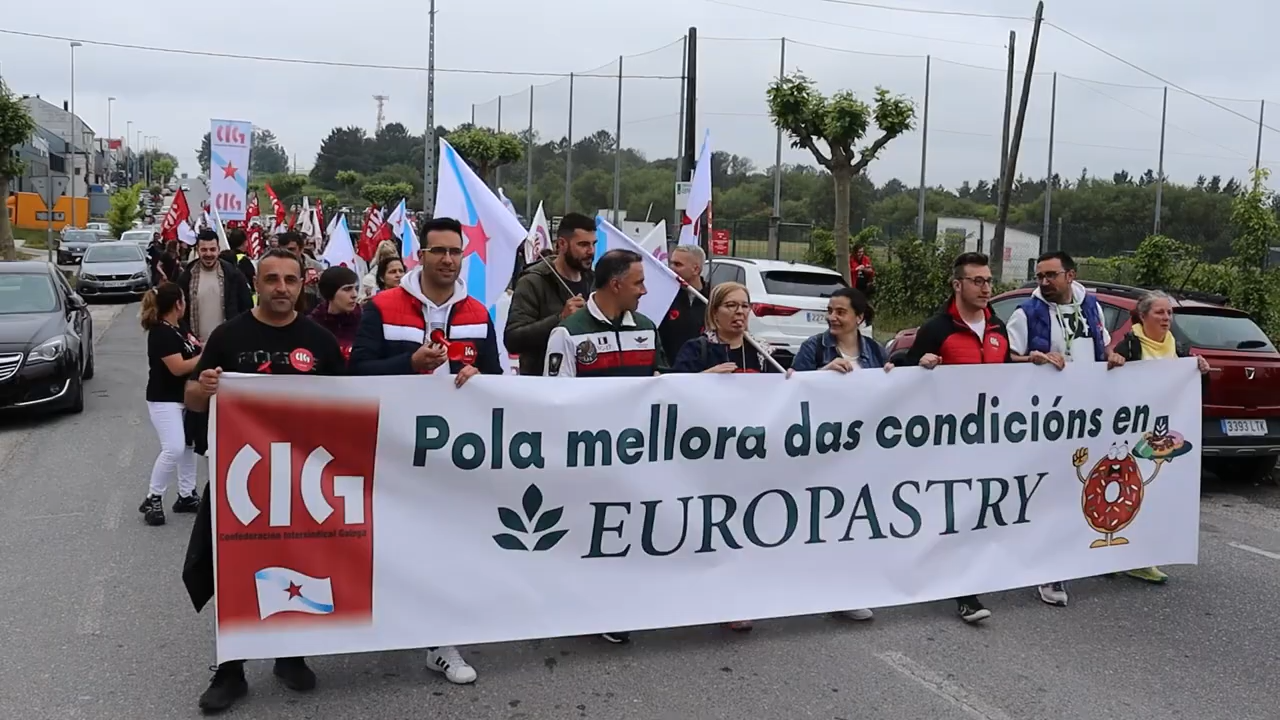 CIG
CIG
CIG
Confederación Intersindical Galega
Pola mellora das condicións en
EUROPASTRY
3393 LTK